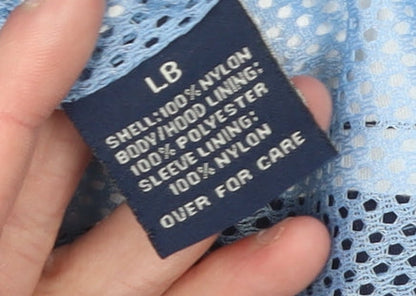 LB
SHELL:100% NYLON
BODY/HOOD LINING:
100% POLYESTER
SLEEVE LINING:
100% NYLON
OVER FOR CARE